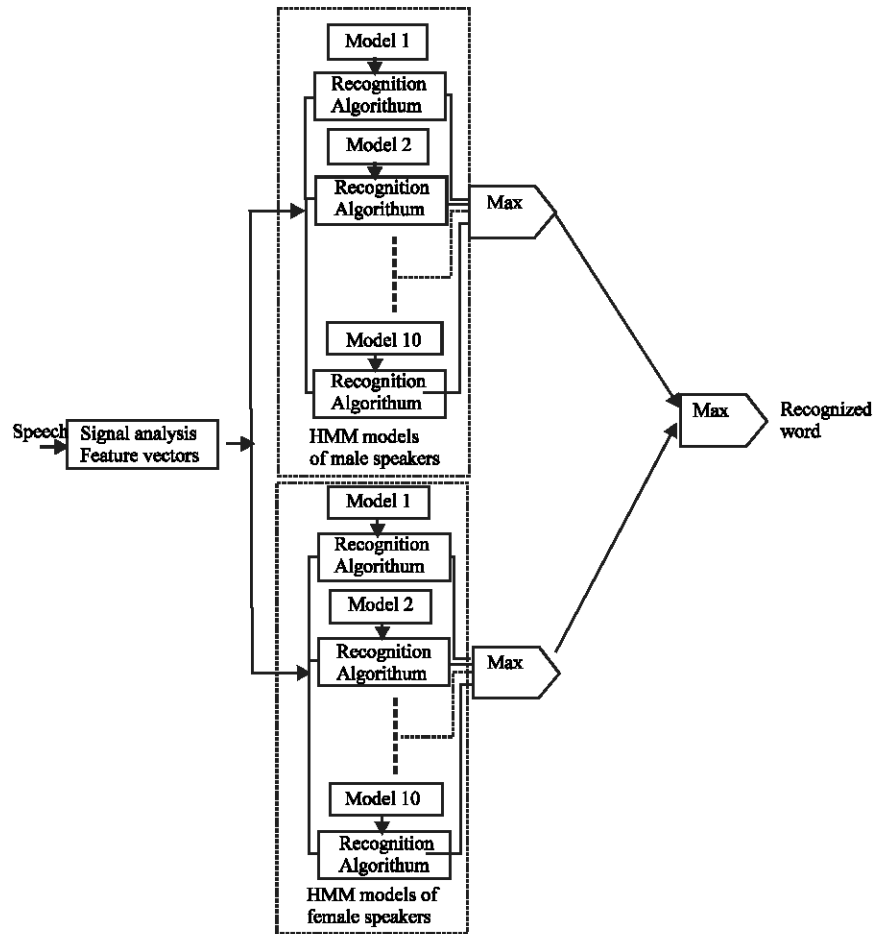 Model 1
Recognition
Algorithum
Model 2
Recognition
Algorithum
Max
Model 10
Recognition
Algorithum
HMM models
of male speakers
Speech
Signal analysis
Feature vectors
Max
Recognized
word
Model 1
Recognition
Algorithum
Model 2
Recognition
Algorithum
Max
Model 10
Recognition
Algorithum
HMM models of
female speakers